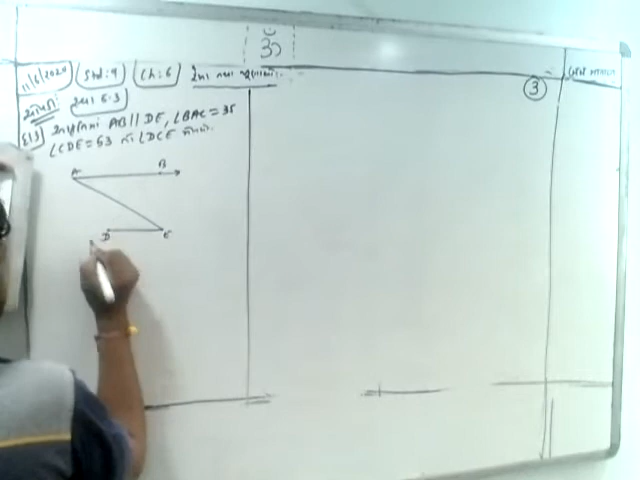 ૐ
11/6/2020 Std:9 Ch:6 રેખા અને ખૂણાઓ
3
સ્વા 6.3
આકૃતિમાં AB || DE, ∠BAC = 35
∠CDE = 53 તો ∠DCE શોધો.
A B
D E